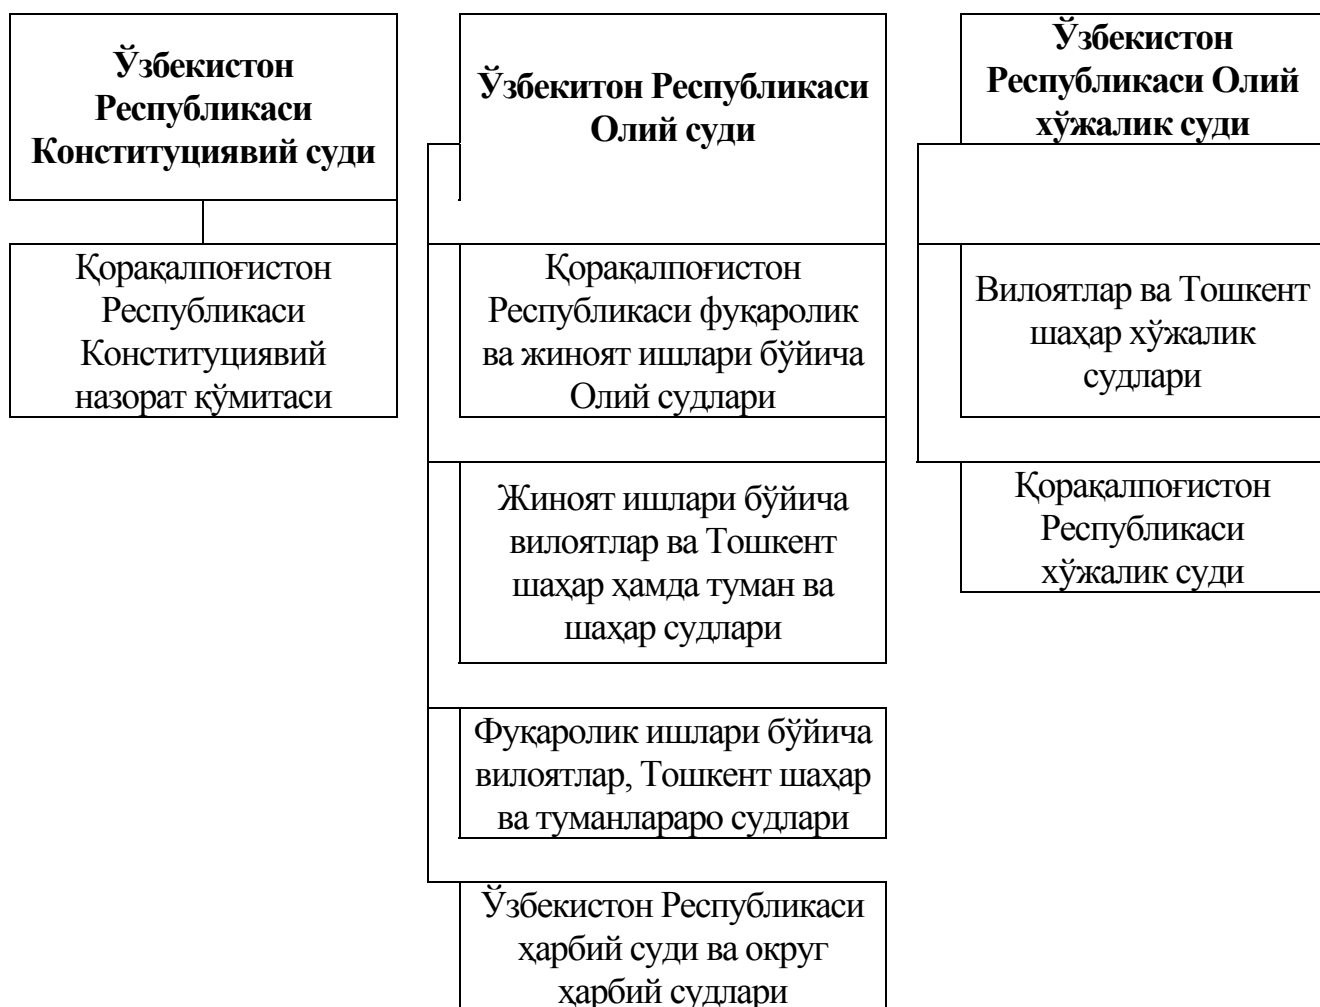 Ўзбекистон
Республикаси
Конституциявий суди
Қорақалпоғистон
Республикаси
Конституциявий
назорат қўмитаси
Ўзбекитон Республикаси
Олий суди
Қорақалпоғистон
Республикаси фуқаролик
ва жиноят ишлари бўйича
Олий судлари
Жиноят ишлари бўйича
вилоятлар ва Тошкент
шаҳар ҳамда туман ва
шаҳар судлари
Фуқаролик ишлари бўйича
вилоятлар, Тошкент шаҳар
ва туманлараро судлари
Ўзбекистон Республикаси
ҳарбий суди ва округ
ҳарбий судлари
Ўзбекистон
Республикаси Олий
хўжалик суди
Вилоятлар ва Тошкент
шаҳар хўжалик
судлари
Қорақалпоғистон
Республикаси
хўжалик суди